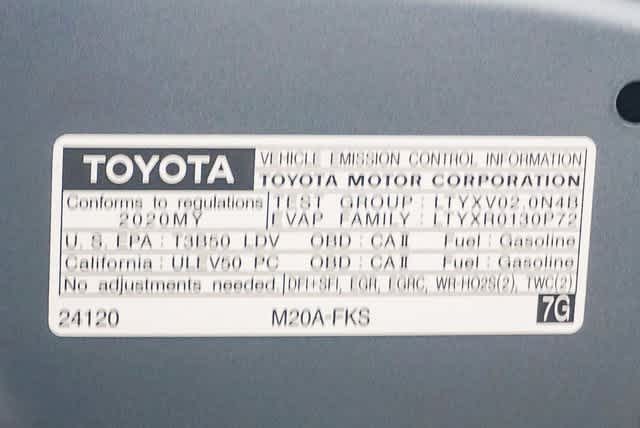 TOYOTA VEHICLE EMISSION CONTROL INFORMATION
TOYOTA MOTOR CORPORATION
Conforms to regulations TEST GROUP : LTYXV02.0N4B
2020MY EVAP FAMILY : LTYXR0130P72
U. S. EPA : T3B50 LDV OBD : CAⅡ Fuel : Gasoline
California : ULEV50 PC OBD : CAⅡ Fuel : Gasoline
No adjustments needed. DFI+SFI, EGR, EGRC, WR-HO2S(2), TWC(2)
24120 M20A-FKS 7G